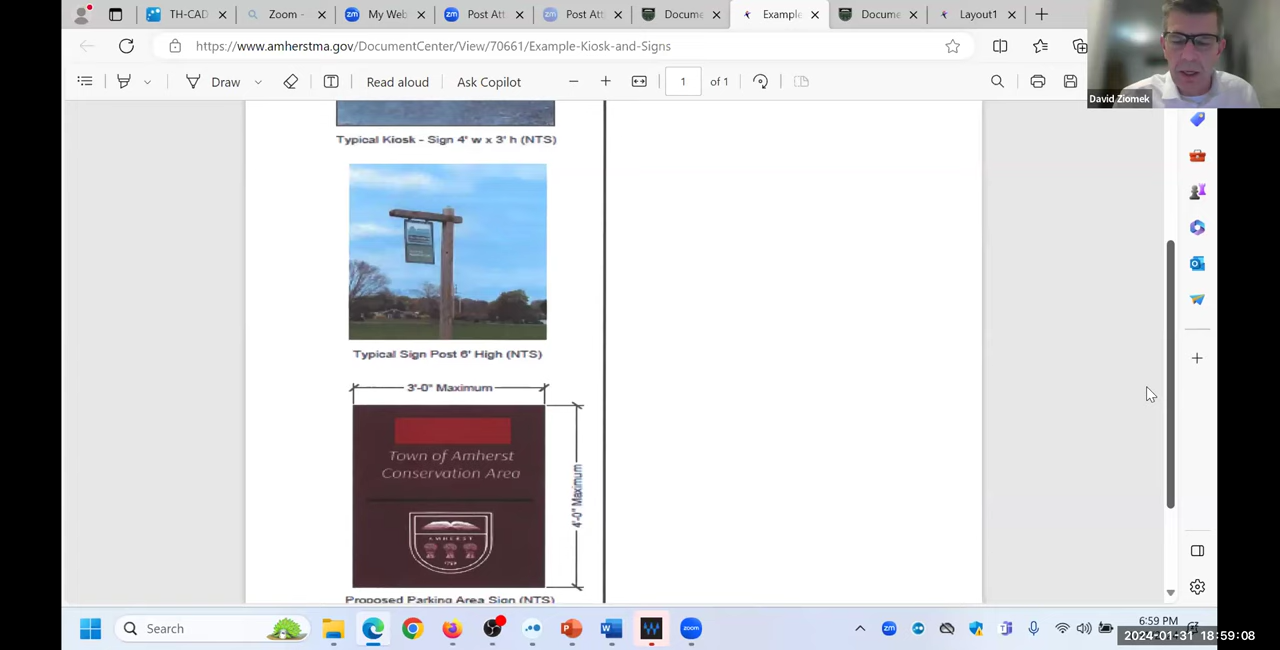 TH-CAD
Zoom -
My Web
Post Att
Post Att
Docume
Example
Docume
Layout1
https://www.amherstma.gov/DocumentCenter/View/70661/Example-Kiosk-and-Signs
Draw
Read aloud
Ask Copilot
1
of 1
David Ziomek
Typical Kiosk - Sign 4' w x 3' h (NTS)
Typical Sign Post 6' High (NTS)
3'-0" Maximum
Town of Amherst
Conservation Area
4'-0" Maximum
AMHERST
1759
Proposed Parking Area Sign (NTS)
Search
zoom
6:59 PM
2024-01-31 18:59:08